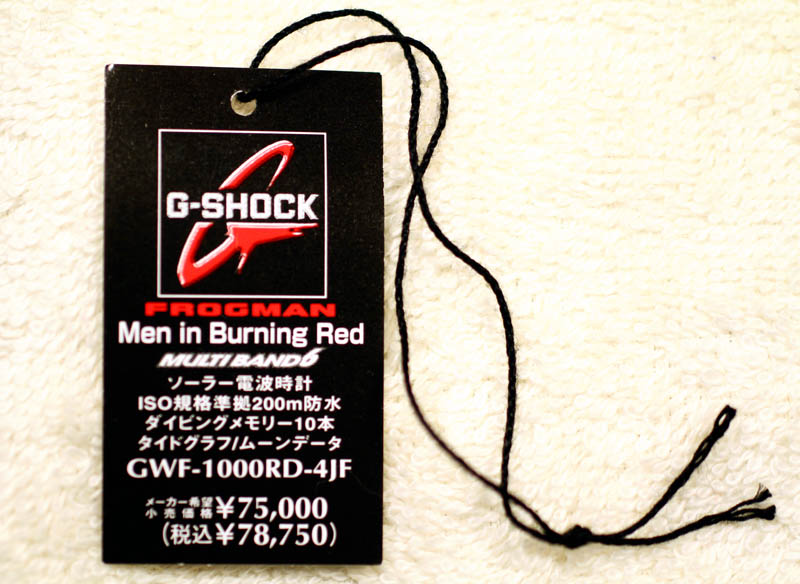 G-SHOCK
FROGMAN
Men in Burning Red
MULTI BAND 6
ソーラー電波時計
ISO規格準拠200m防水
ダイビングメモリー10本
タイドグラフ/ムーンデータ
GWF-1000RD-4JF
メーカー希望小売価格 ¥75,000
(税込¥78,750)